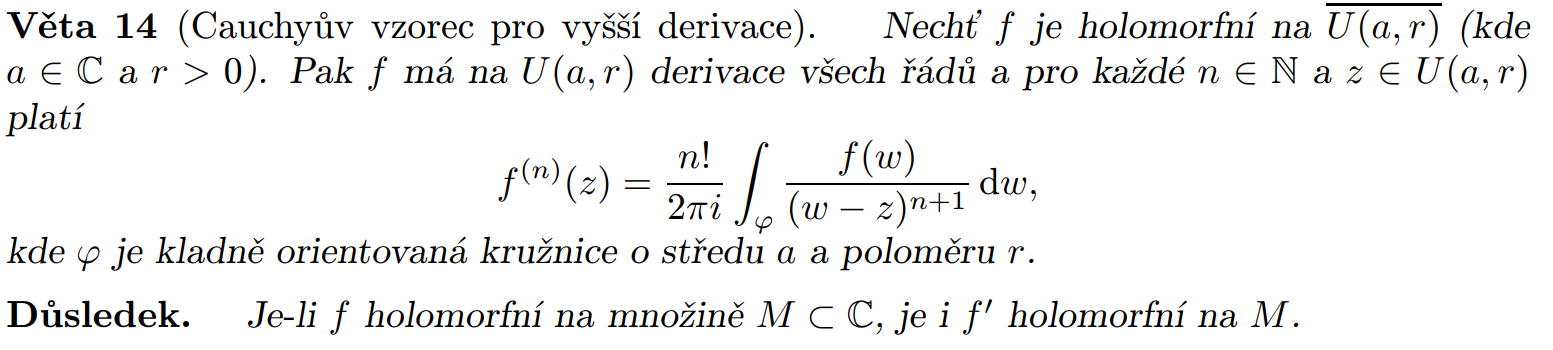 Věta 14 (Cauchyův vzorec pro vyšší derivace). Nechť f je holomorfní na $\overline{U(a,r)}$ (kde
a ∈ ℂ a r > 0). Pak f má na U(a,r) derivace všech řádů a pro každé n ∈ ℕ a z ∈ U(a,r)
platí
$f^{(n)}(z) = \frac{n!}{2\pi i} \int_{\varphi} \frac{f(w)}{(w-z)^{n+1}} \, \mathrm{d}w,$
kde φ je kladně orientovaná kružnice o středu a a poloměru r.
Důsledek. Je-li f holomorfní na množině M ⊂ ℂ, je i f′ holomorfní na M.